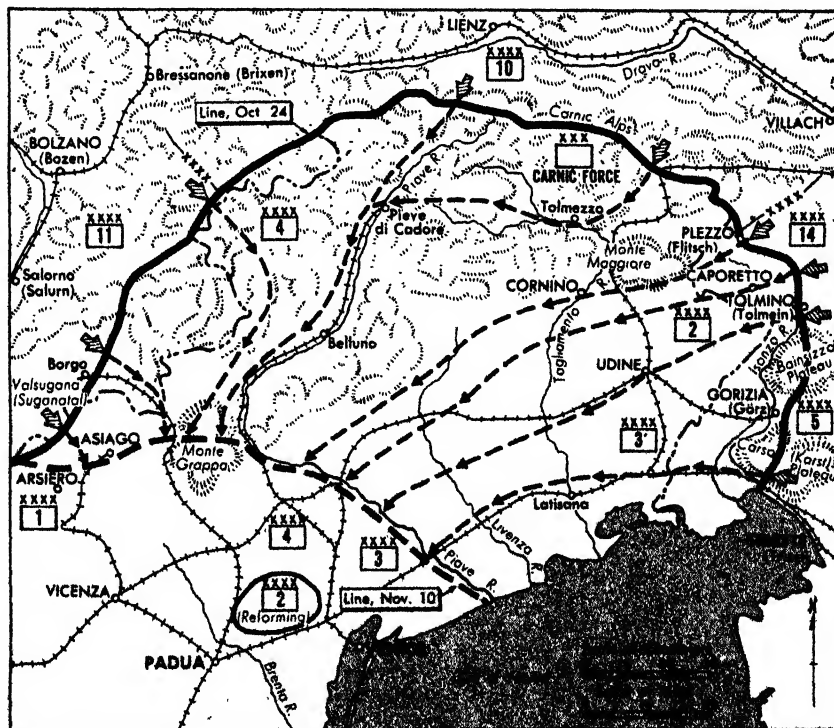 LIENZ
XXXX
10
Drava R.
Bressanone (Brixen)
Line, Oct 24
Carnic Alps
VILLACH
BOLZANO
(Bozen)
XXX
CARNIC FORCE
XXXXX
Piave R.
XXXX
4
Pieve
di Cadore
Tolmezzo
XXXX
11
PLEZZO
(Flitsch)
XXXX
14
Monte
Maggiore
Salorno
(Salurn)
CORNINO
CAPORETTO
TOLMINO
(Tolmein)
XXXX
2
Tagliamento R.
Isonzo R.
Belluno
Borgo
Valsugana
(Suganatal)
UDINE
Plateau
GORIZIA
(Görz)
XXXX
5
ASIAGO
Monte
Grappa
XXXX
3
Carso
ARSIERO
XXXX
1
Latisana
XXXX
4
XXXX
3
Livenza R.
Piave R.
VICENZA
XXXX
2
(Reforming)
Line, Nov. 10
PADUA
Brenta R.